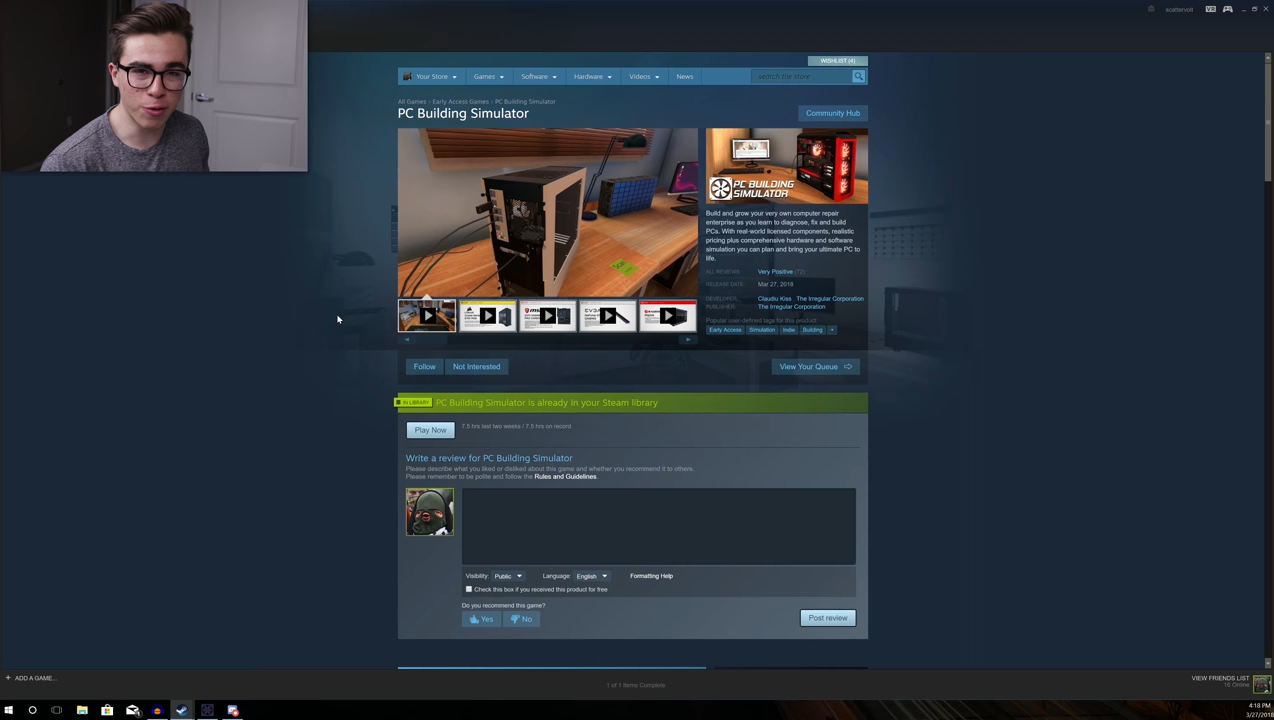 scattervolt
VR
WISHLIST (4)
Your Store Games Software Hardware Videos News search the store
All Games > Early Access Games > PC Building Simulator
PC Building Simulator
Community Hub
PC BUILDING
SIMULATOR
Build and grow your very own computer repair
enterprise as you learn to diagnose, fix and build
PCs. With real-world licensed components, realistic
pricing plus comprehensive hardware and software
simulation you can plan and bring your ultimate PC to
life.
ALL REVIEWS: Very Positive (72)
RELEASE DATE: Mar 27, 2018
DEVELOPER: Claudiu Kiss, The Irregular Corporation
PUBLISHER: The Irregular Corporation
Popular user-defined tags for this product:
Early Access Simulation Indie Building +
Follow Not Interested View Your Queue
IN LIBRARY PC Building Simulator is already in your Steam library
Play Now 7.5 hrs last two weeks / 7.5 hrs on record
Write a review for PC Building Simulator
Please describe what you liked or disliked about this game and whether you recommend it to others.
Please remember to be polite and follow the Rules and Guidelines.
Visibility: Public Language: English Formatting Help
Check this box if you received this product for free
Do you recommend this game?
Yes No Post review
+ ADD A GAME...
1 of 1 Items Complete
VIEW FRIENDS LIST
16 Online
4:18 PM
3/27/2018